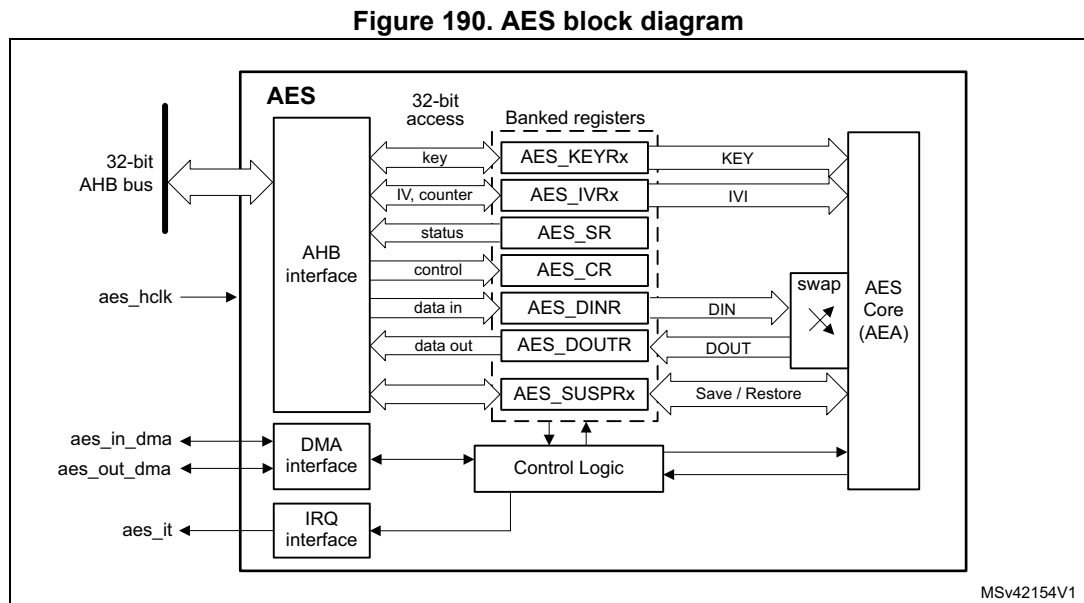 Figure 190. AES block diagram
AES
32-bit
access
Banked registers
32-bit
AHB bus
AHB
interface
key
AES_KEYRx
KEY
IV, counter
AES_IVRx
IVI
status
AES_SR
control
AES_CR
aes_hclk
data in
AES_DINR
DIN
swap
AES
Core
(AEA)
data out
AES_DOUTR
DOUT
AES_SUSPRx
Save / Restore
aes_in_dma
aes_out_dma
DMA
interface
Control Logic
aes_it
IRQ
interface
MSv42154V1